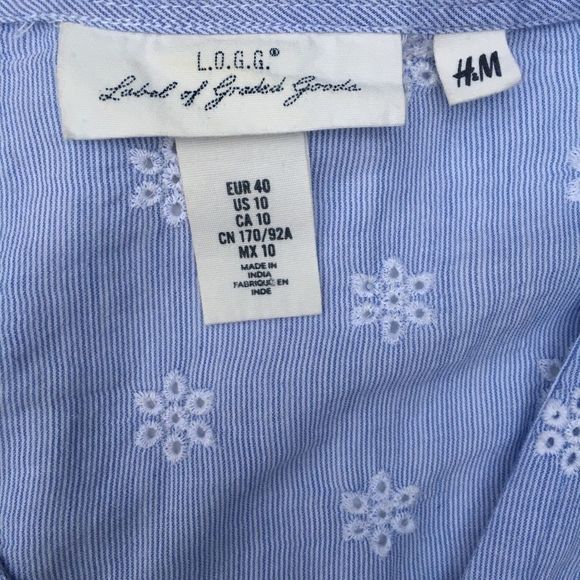 L.O.G.G.®
Label of Graded Goods
H&M
EUR 40
US 10
CA 10
CN 170/92A
MX 10
MADE IN
INDIA
FABRIQUÉ EN
INDE